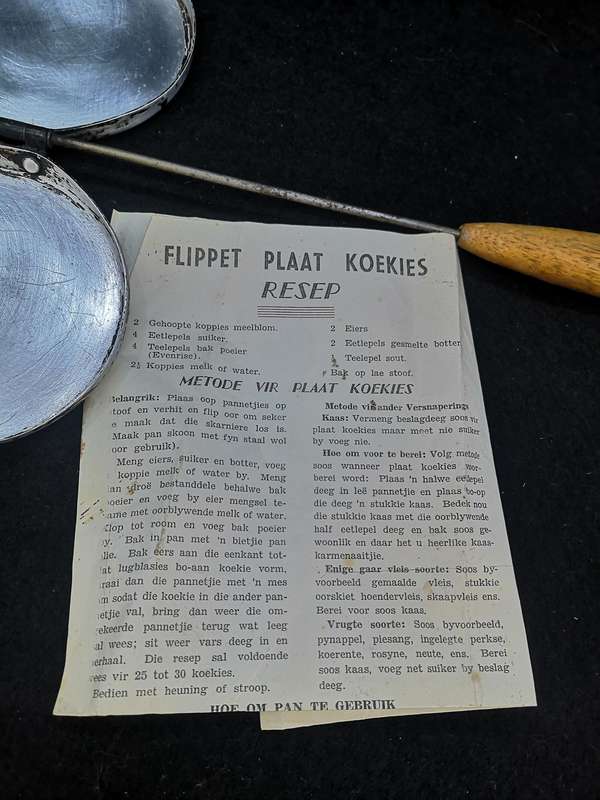 FLIPPET PLAAT KOEKIES
RESEP
2 Gehoopte koppies meelblom.
4 Eetlepels suiker.
4 Teelepels bak poeier
(Evenrise).
2½ Koppies melk of water.
2 Eiers
2 Eetlepels gesmelte botter
½ Teelepel sout.
Bak op lae stoof.
METODE VIR PLAAT KOEKIES
Belangrik: Plaas oop pannetjies op
stoof en verhit en flip oor om seker
te maak dat die skarniere los is.
Maak pan skoon met fyn staal wol
voor gebruik).
Meng eiers, suiker en botter, voeg
koppie melk of water by. Meng
dan droë bestanddele behalwe bak
poeier en voeg by eier mengsel te-
same met oorblywende melk of water.
Klop tot room en voeg bak poeier
by. Bak in pan met 'n bietjie pan
olie. Bak eers aan die eenkant tot-
dat lugblasies bo-aan koekie vorm,
draai dan die pannetjie met 'n mes
om sodat die koekie in die ander pan-
netjie val, bring dan weer die om-
gekeerde pannetjie terug wat leeg
sal wees; sit weer vars deeg in en
herhaal. Die resep sal voldoende
wees vir 25 tot 30 koekies.
Bedien met heuning of stroop.
Metode vir ander Versnaperings
Kaas: Vermeng beslagdeeg soos vir
plaat koekies maar moet nie suiker
by voeg nie.
Hoe om voor te berei: Volg metode
soos wanneer plaat koekies voor-
berei word: Plaas 'n halwe eetlepel
deeg in leë pannetjie en plaas bo-op
die deeg 'n stukkie kaas. Bedek nou
die stukkie kaas met die oorblywende
half eetlepel deeg en bak soos ge-
woonlik en daar het u heerlike kaas-
karmenaaitjie.
Enige gaar vleis soorte: Soos by-
voorbeeld gemaalde vleis, stukkie
oorskiet hoendervleis, skaapvleis ens.
Berei voor soos kaas.
Vrugte soorte: Soos byvoorbeeld,
pynappel, piesang, ingelegte perkse,
koerente, rosyne, neute, ens. Berei
soos kaas, voeg net suiker by beslag
deeg.
HOE OM PAN TE GEBRUIK